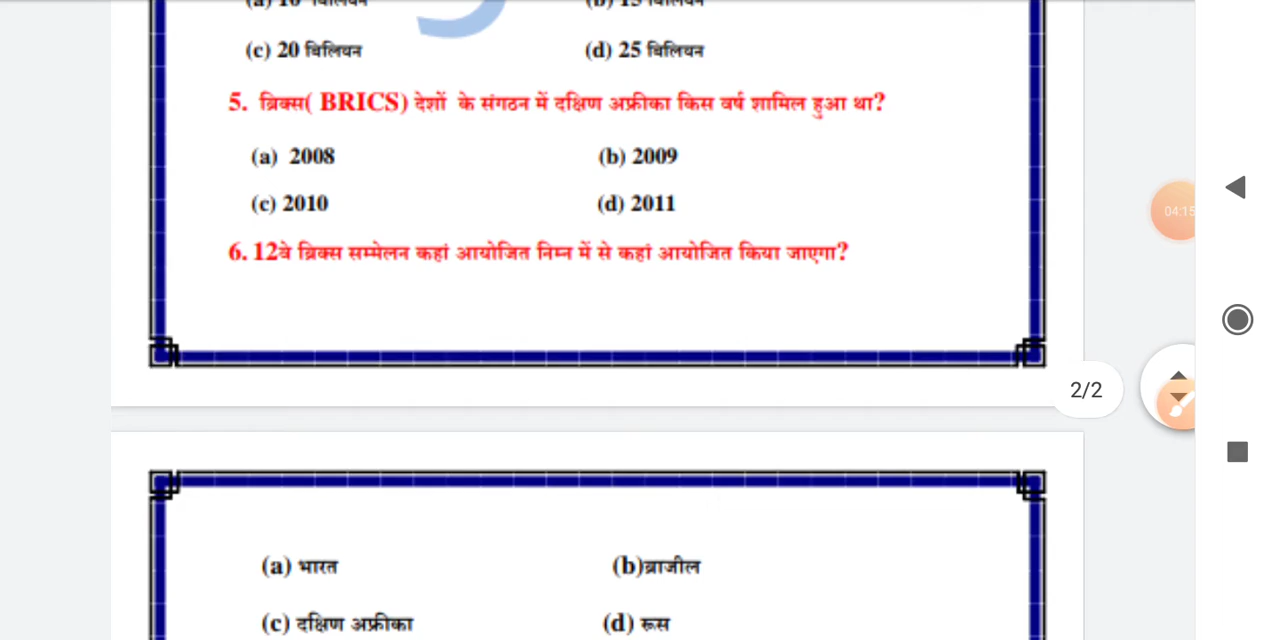 (c) 20 बिलियन (d) 25 बिलियन
5. ब्रिक्स( BRICS) देशों के संगठन में दक्षिण अफ्रीका किस वर्ष शामिल हुआ था?
(a) 2008 (b) 2009
(c) 2010 (d) 2011
04:15
6. 12वे ब्रिक्स सम्मेलन कहां आयोजित निम्न में से कहां आयोजित किया जाएगा?
2/2
(a) भारत (b)ब्राजील
(c) दक्षिण अफ्रीका (d) रूस